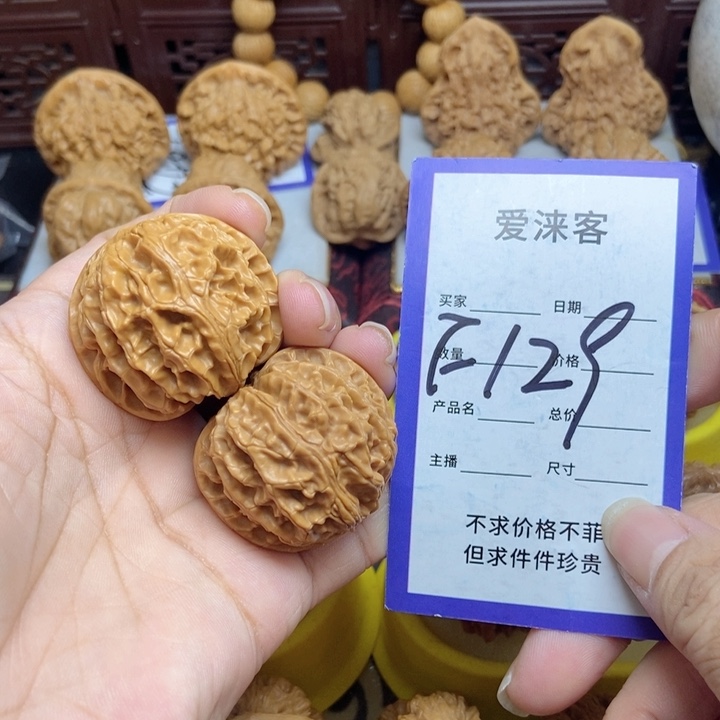 爱涞客
买家 日期
数量 价格
F-129
产品名 总价
主播 尺寸
不求价格不菲
但求件件珍贵